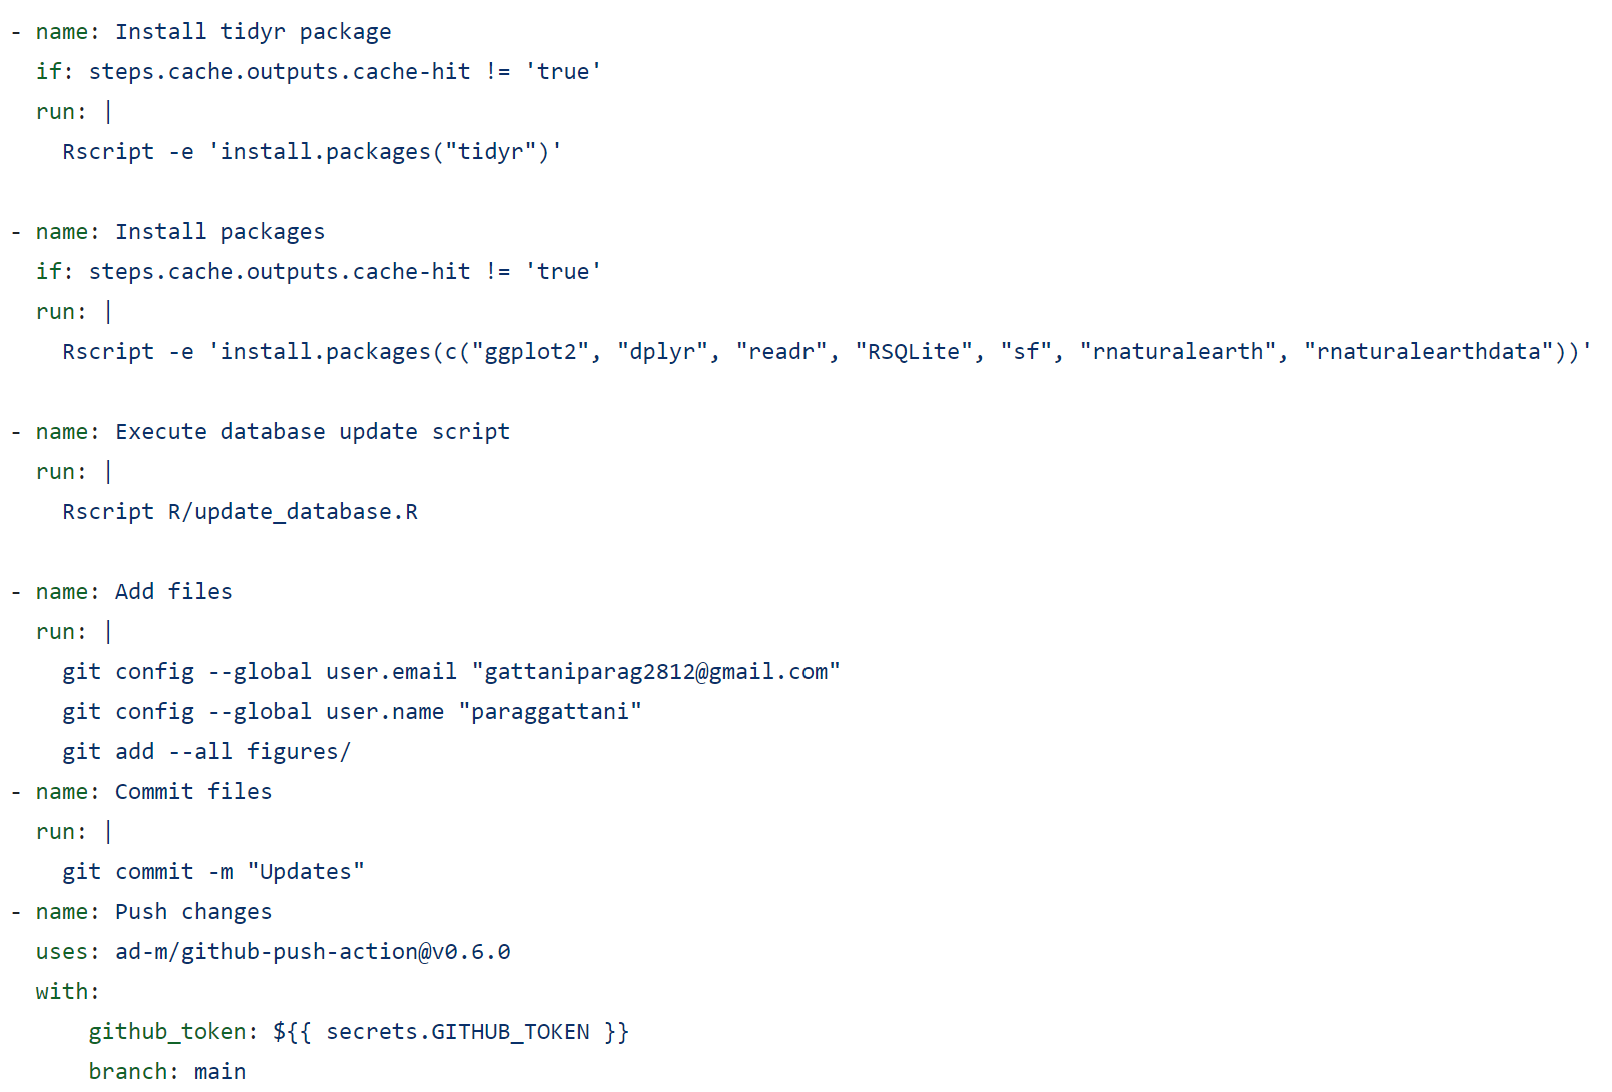 - name: Install tidyr package
  if: steps.cache.outputs.cache-hit != 'true'
  run: |
    Rscript -e 'install.packages("tidyr")'

- name: Install packages
  if: steps.cache.outputs.cache-hit != 'true'
  run: |
    Rscript -e 'install.packages(c("ggplot2", "dplyr", "readr", "RSQLite", "sf", "rnaturalearth", "rnaturalearthdata"))'

- name: Execute database update script
  run: |
    Rscript R/update_database.R

- name: Add files
  run: |
    git config --global user.email "gattaniparag2812@gmail.com"
    git config --global user.name "paraggattani"
    git add --all figures/
- name: Commit files
  run: |
    git commit -m "Updates"
- name: Push changes
  uses: ad-m/github-push-action@v0.6.0
  with:
      github_token: ${{ secrets.GITHUB_TOKEN }}
      branch: main